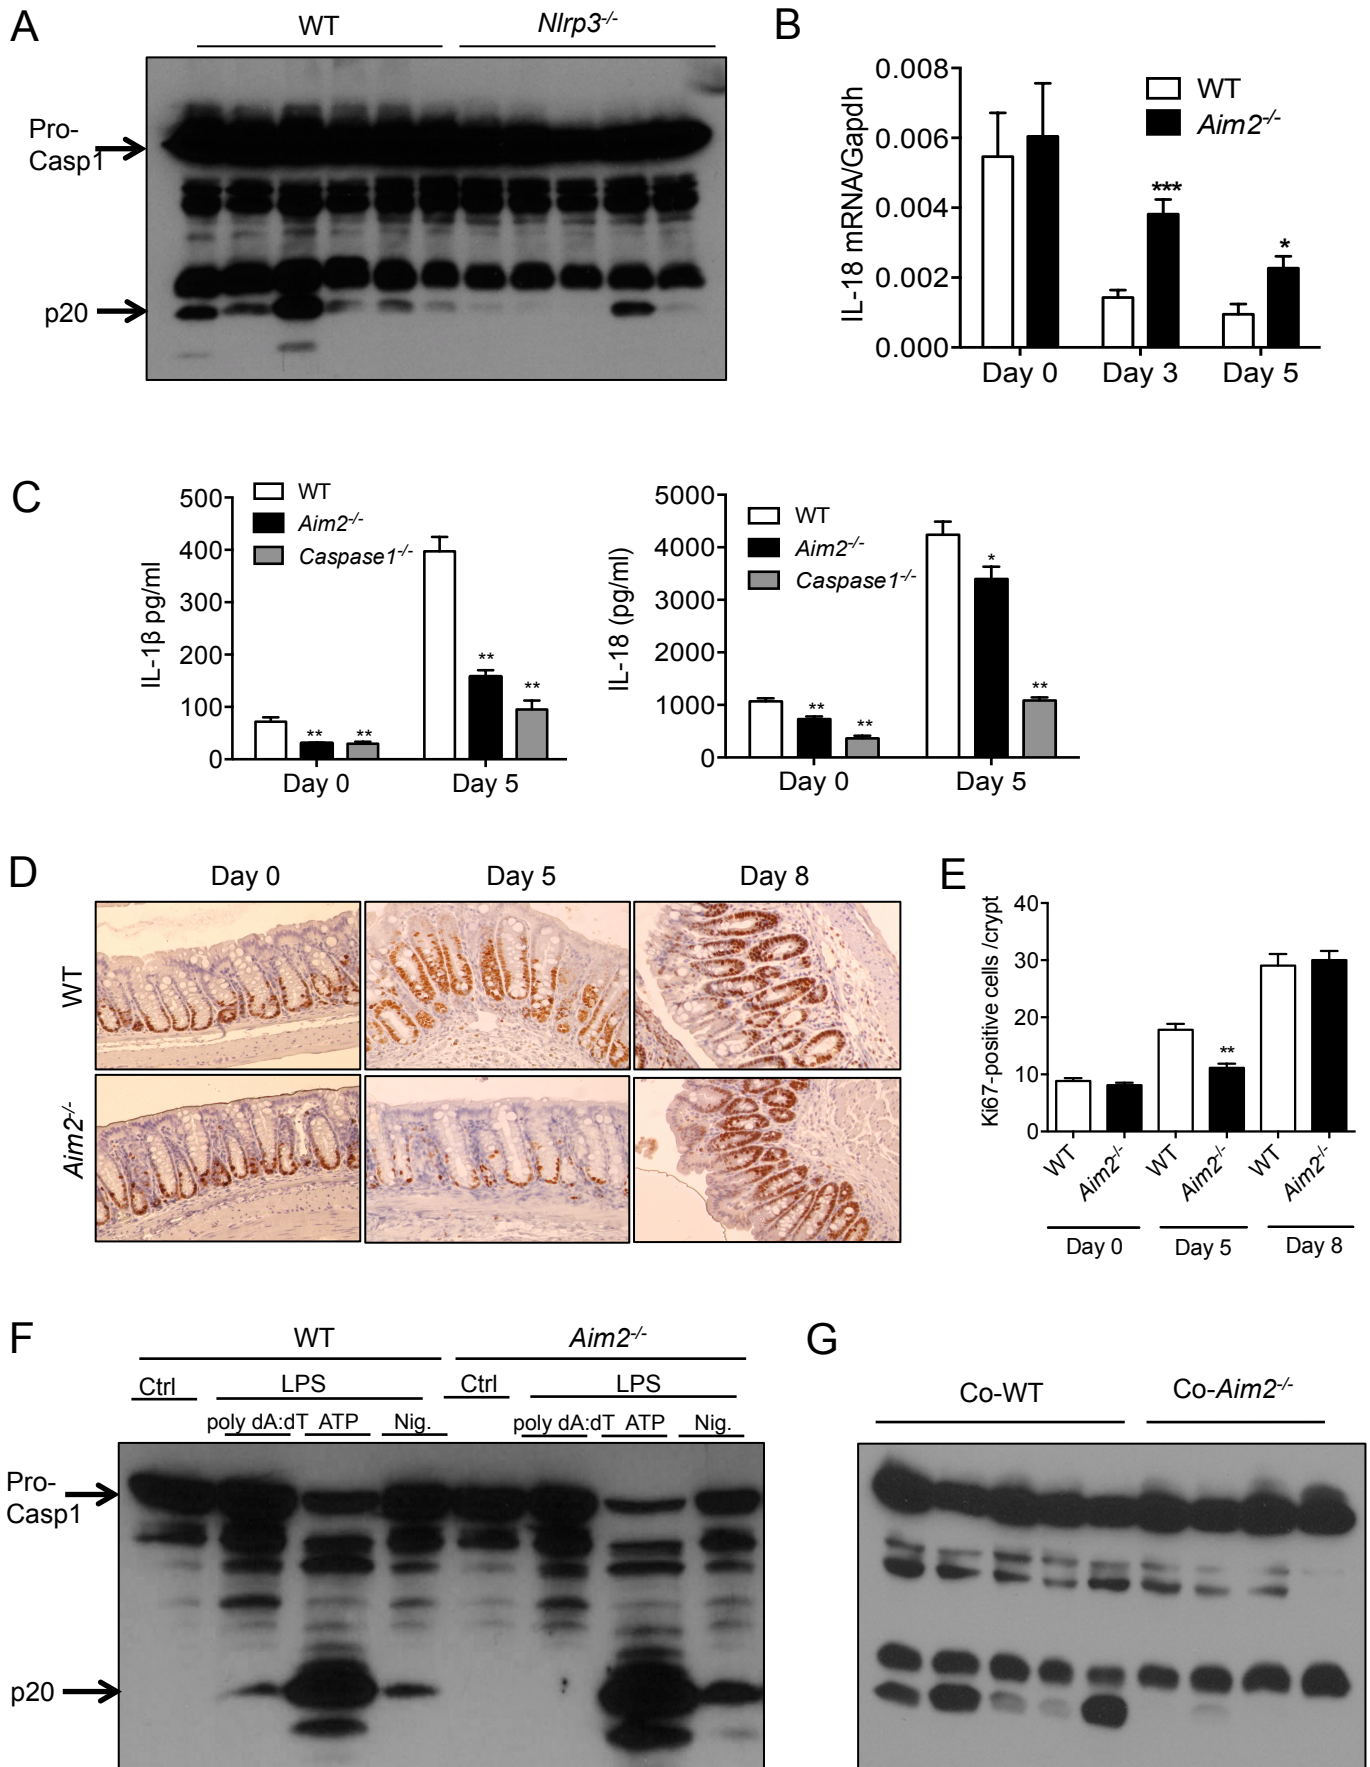 A
WT
Nlrp3-/-
Pro-
Casp1
p20
B
0.008
0.006
0.004
0.002
0.000
IL-18 mRNA/Gapdh
WT
Aim2-/-
***
*
Day 0
Day 3
Day 5
C
500
400
300
200
100
0
IL-1β pg/ml
WT
Aim2-/-
Caspase1-/-
**
**
**
**
Day 0
Day 5
5000
4000
3000
2000
1000
0
IL-18 (pg/ml)
WT
Aim2-/-
Caspase1-/-
**
**
*
**
Day 0
Day 5
D
Day 0
Day 5
Day 8
WT
Aim2-/-
E
40
30
20
10
0
Ki67-positive cells /crypt
**
WT
Aim2-/-
WT
Aim2-/-
WT
Aim2-/-
Day 0
Day 5
Day 8
F
WT
Aim2-/-
Ctrl
LPS
Ctrl
LPS
poly dA:dT
ATP
Nig.
poly dA:dT
ATP
Nig.
Pro-
Casp1
p20
G
Co-WT
Co-Aim2-/-